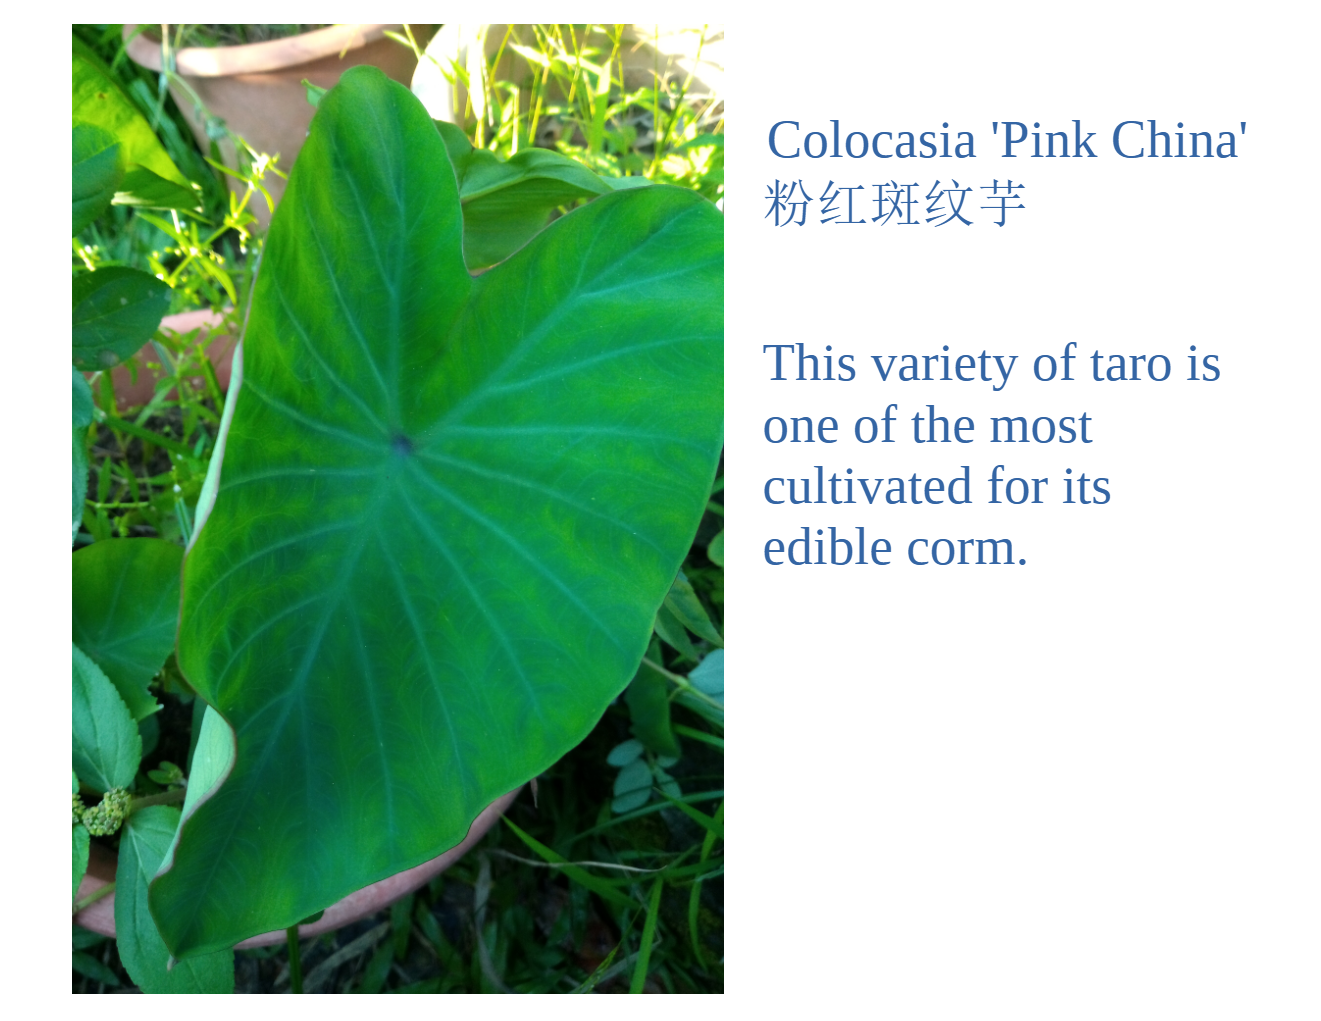 Colocasia 'Pink China'
粉红斑纹芋
This variety of taro is
one of the most
cultivated for its
edible corm.